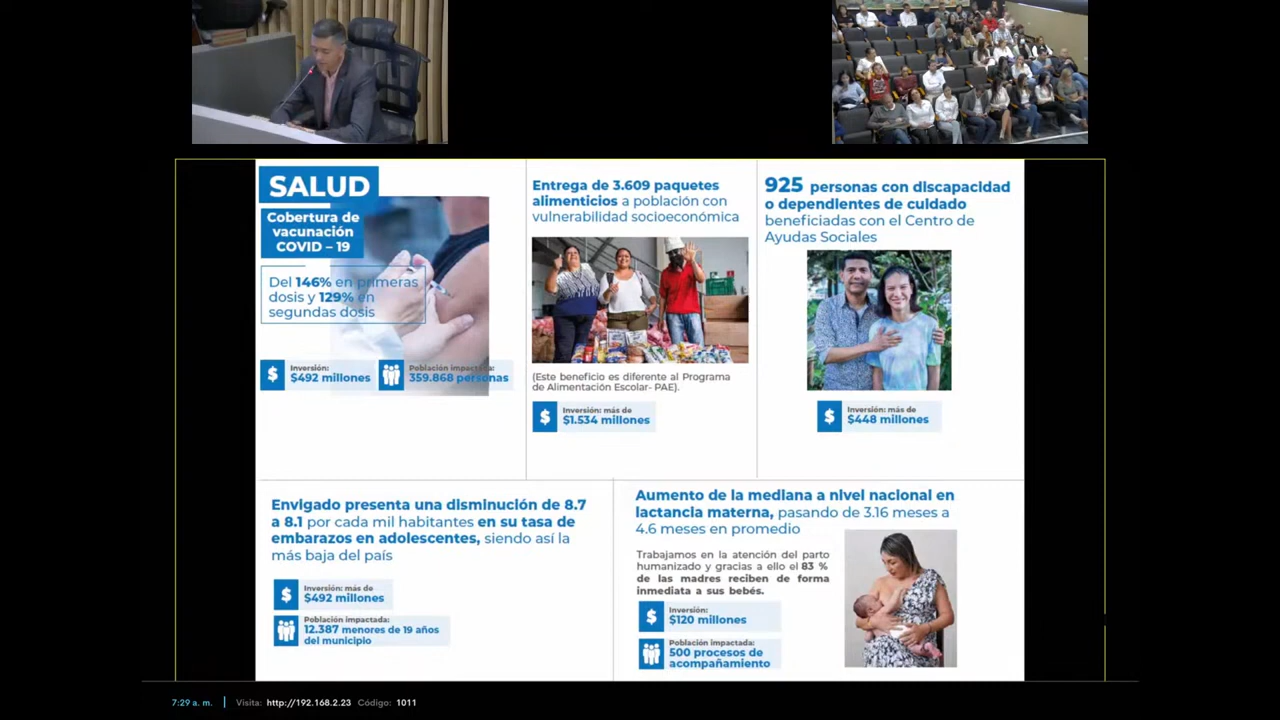 SALUD
Cobertura de
vacunación
COVID – 19
Del 146% en primeras
dosis y 129% en
segundas dosis
Inversión:
$492 millones
Población impactada:
359.868 personas
Entrega de 3.609 paquetes
alimenticios a población con
vulnerabilidad socioeconómica
(Este beneficio es diferente al Programa
de Alimentación Escolar- PAE).
Inversión: más de
$1.534 millones
925 personas con discapacidad
o dependientes de cuidado
beneficiadas con el Centro de
Ayudas Sociales
Inversión: más de
$448 millones
Envigado presenta una disminución de 8.7
a 8.1 por cada mil habitantes en su tasa de
embarazos en adolescentes, siendo así la
más baja del país
Inversión: más de
$492 millones
Población impactada:
12.387 menores de 19 años
del municipio
Aumento de la mediana a nivel nacional en
lactancia materna, pasando de 3.16 meses a
4.6 meses en promedio
Trabajamos en la atención del parto
humanizado y gracias a ello el 83 %
de las madres reciben de forma
inmediata a sus bebés.
Inversión:
$120 millones
Población impactada:
500 procesos de
acompañamiento
7:29 a. m. | Visita: http://192.168.2.23 Código: 1011